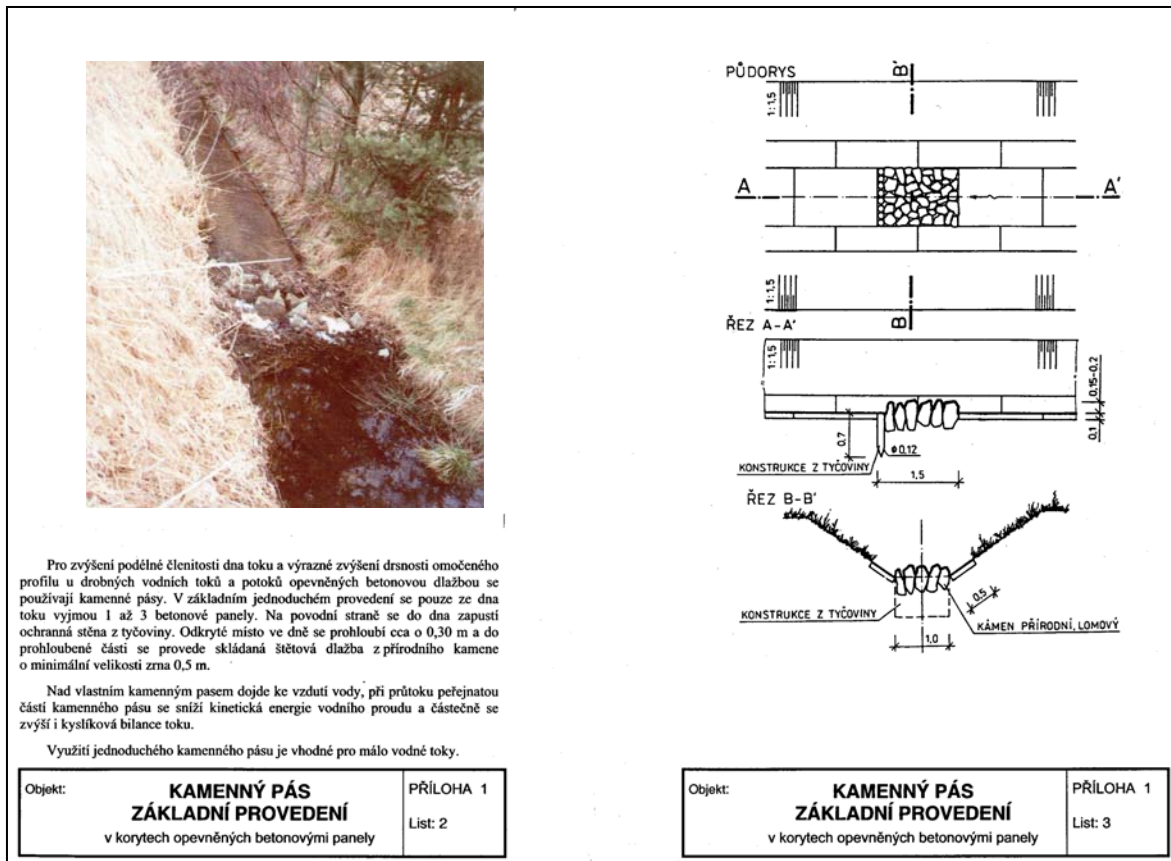 Pro zvýšení podélné členitosti dna toku a výrazné zvýšení drsnosti omočeného
profilu u drobných vodních toků a potoků opevněných betonovou dlažbou se
používají kamenné pásy. V základním jednoduchém provedení se pouze ze dna
toku vyjmou 1 až 3 betonové panely. Na povodní straně se do dna zapustí
ochranná stěna z tyčoviny. Odkryté místo ve dně se prohloubí cca o 0,30 m a do
prohloubené části se provede skládaná štětová dlažba z přírodního kamene
o minimální velikosti zrna 0,5 m.
Nad vlastním kamenným pasem dojde ke vzdutí vody, při průtoku peřejnatou
částí kamenného pásu se sníží kinetická energie vodního proudu a částečně se
zvýší i kyslíková bilance toku.
Využití jednoduchého kamenného pásu je vhodné pro málo vodné toky.
Objekt:
KAMENNÝ PÁS
ZÁKLADNÍ PROVEDENÍ
v korytech opevněných betonovými panely
PŘÍLOHA 1
List: 2
PŮDORYS
B'
1:1,5
A
A'
1:1,5
B
ŘEZ A-A'
1:1,5
0,15-0,2
0,1
0,7
ø0,12
KONSTRUKCE Z TYČOVINY
1,5
ŘEZ B-B'
0,5
KONSTRUKCE Z TYČOVINY
KÁMEN PŘÍRODNÍ, LOMOVÝ
1,0
Objekt:
KAMENNÝ PÁS
ZÁKLADNÍ PROVEDENÍ
v korytech opevněných betonovými panely
PŘÍLOHA 1
List: 3